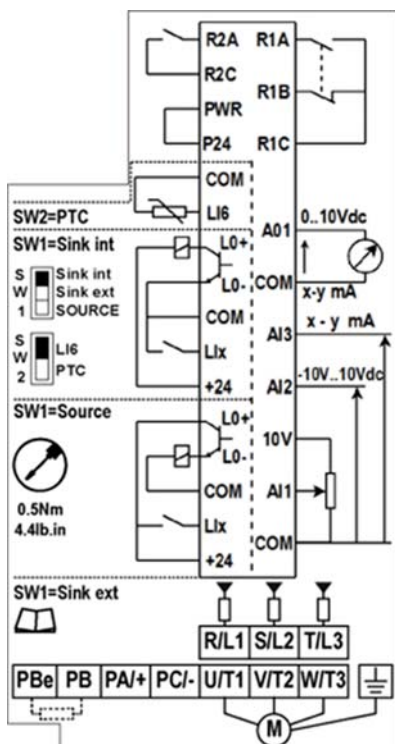 R2A R1A
R2C
R1B
PWR
P24 R1C
COM
SW2=PTC LI6
A01 0..10Vdc
SW1=Sink int
L0+
S W 1 Sink int
Sink ext
SOURCE
L0- COM x-y mA
COM x - y mA
AI3
S W 2 LI6
PTC
LIx
+24 AI2 -10V..10Vdc
SW1=Source
L0+
10V
L0-
COM AI1
0.5Nm
4.4lb.in
LIx
COM
+24
SW1=Sink ext
R/L1 S/L2 T/L3
PBe PB PA/+ PC/- U/T1 V/T2 W/T3
M